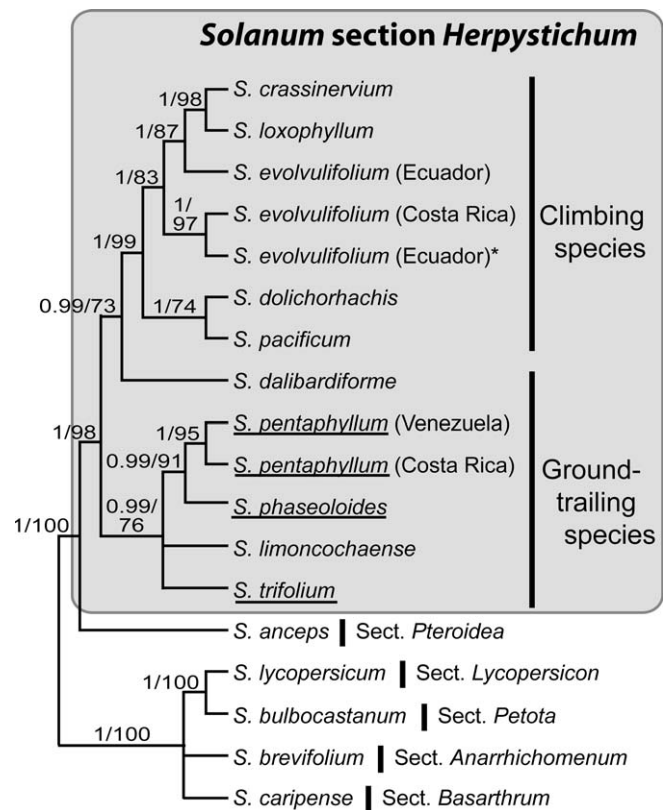 Solanum section Herpystichum
1/98
S. crassinervium
S. loxophyllum
1/87
S. evolvulifolium (Ecuador)
1/83
1/
97
S. evolvulifolium (Costa Rica)
S. evolvulifolium (Ecuador)*
Climbing
species
1/99
1/74
S. dolichorhachis
S. pacificum
0.99/73
S. dalibardiforme
1/98
1/95
S. pentaphyllum (Venezuela)
S. pentaphyllum (Costa Rica)
0.99/91
S. phaseoloides
0.99/
76
S. limoncochaense
S. trifolium
Ground-
trailing
species
1/100
S. anceps Sect. Pteroidea
1/100
S. lycopersicum Sect. Lycopersicon
S. bulbocastanum Sect. Petota
1/100
S. brevifolium Sect. Anarrhichomenum
S. caripense Sect. Basarthrum